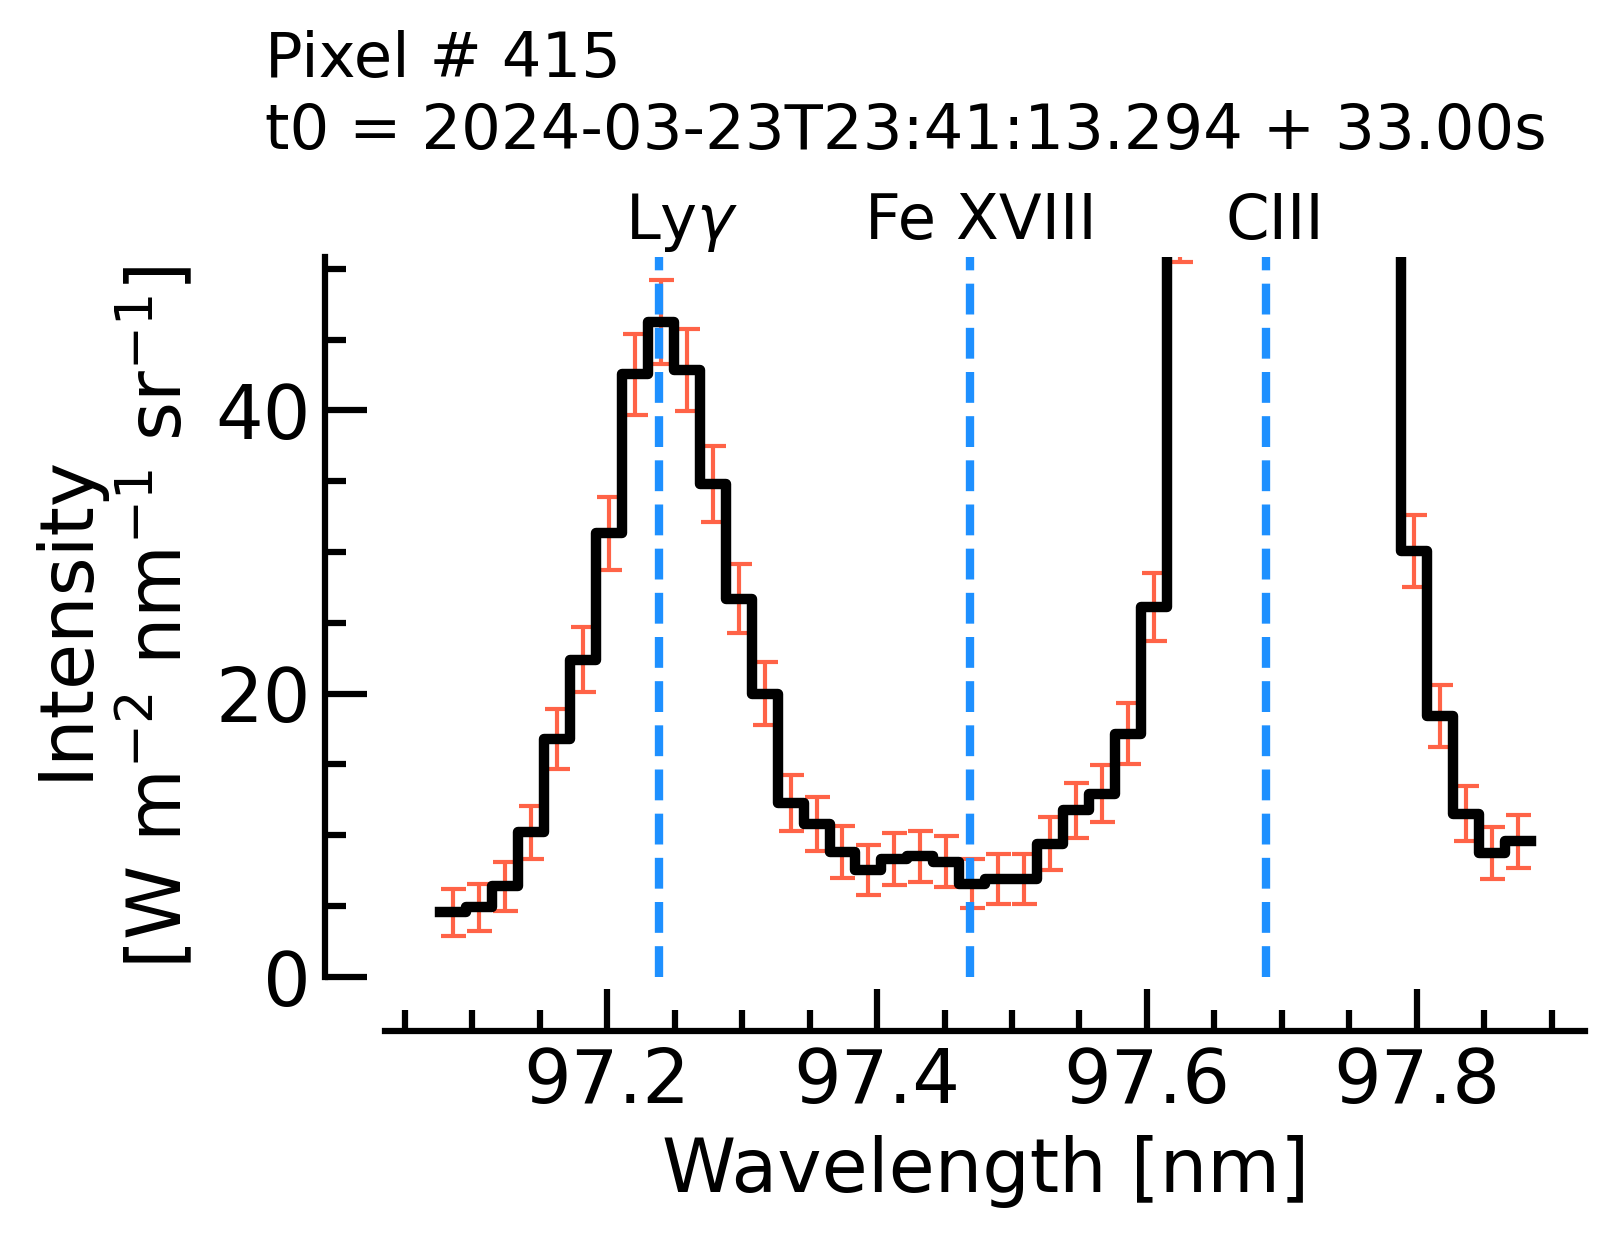 Pixel # 415
t0 = 2024-03-23T23:41:13.294 + 33.00s
Lyγ Fe XVIII CIII
Intensity
[W m⁻² nm⁻¹ sr⁻¹]
40
20
0
97.2 97.4 97.6 97.8
Wavelength [nm]